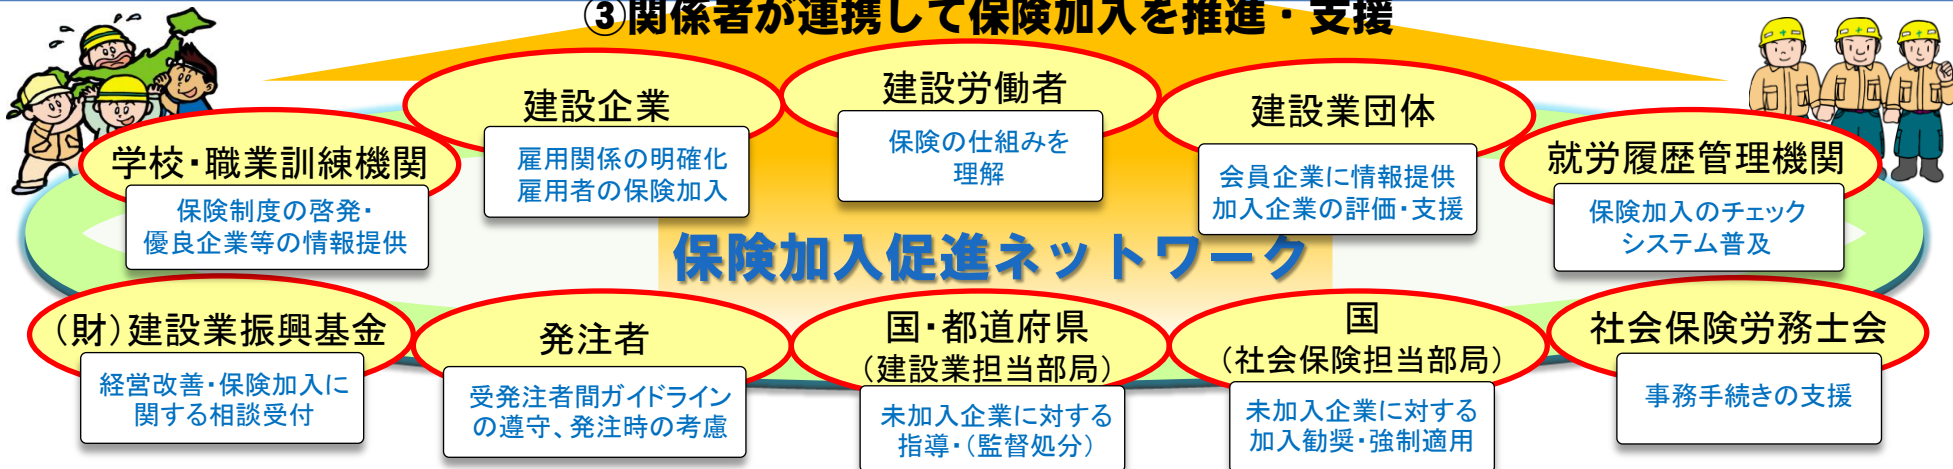 ③関係者が連携して保険加入を推進・支援
学校・職業訓練機関
保険制度の啓発・
優良企業等の情報提供
建設企業
雇用関係の明確化
雇用者の保険加入
建設労働者
保険の仕組みを
理解
建設業団体
会員企業に情報提供
加入企業の評価・支援
就労履歴管理機関
保険加入のチェック
システム普及
保険加入促進ネットワーク
（財）建設業振興基金
経営改善・保険加入に
関する相談受付
発注者
受発注者間ガイドライン
の遵守、発注時の考慮
国・都道府県
（建設業担当部局）
未加入企業に対する
指導・（監督処分）
国
（社会保険担当部局）
未加入企業に対する
加入勧奨・強制適用
社会保険労務士会
事務手続きの支援